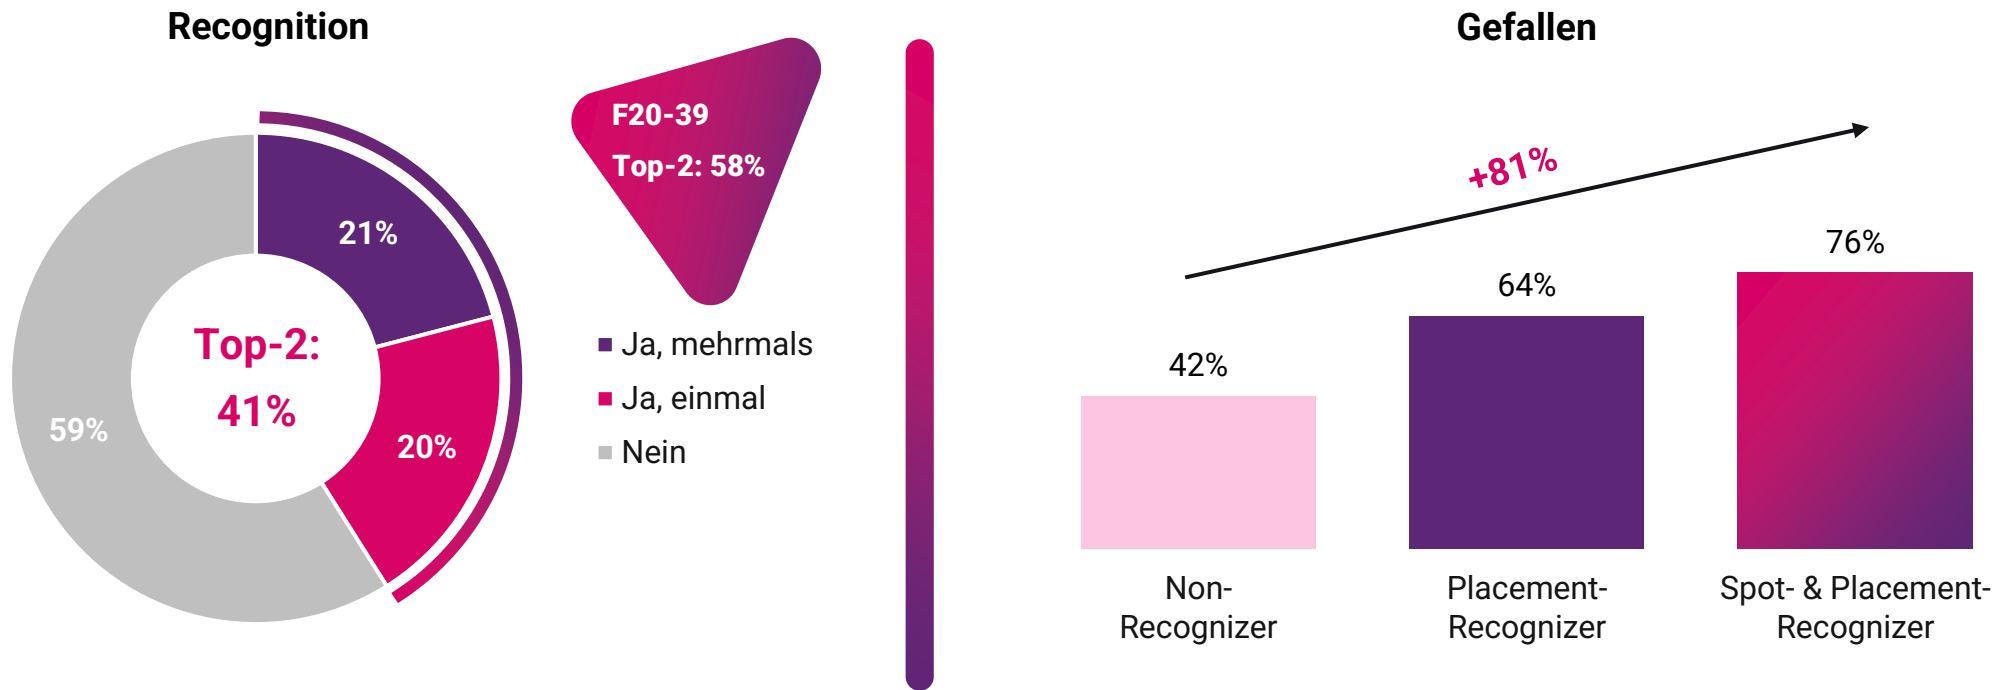 Recognition
F20-39
Top-2: 58%
21%
20%
59%
Top-2:
41%
Ja, mehrmals
Ja, einmal
Nein
Gefallen
+81%
42%
64%
76%
Non-
Recognizer
Placement-
Recognizer
Spot- & Placement-
Recognizer